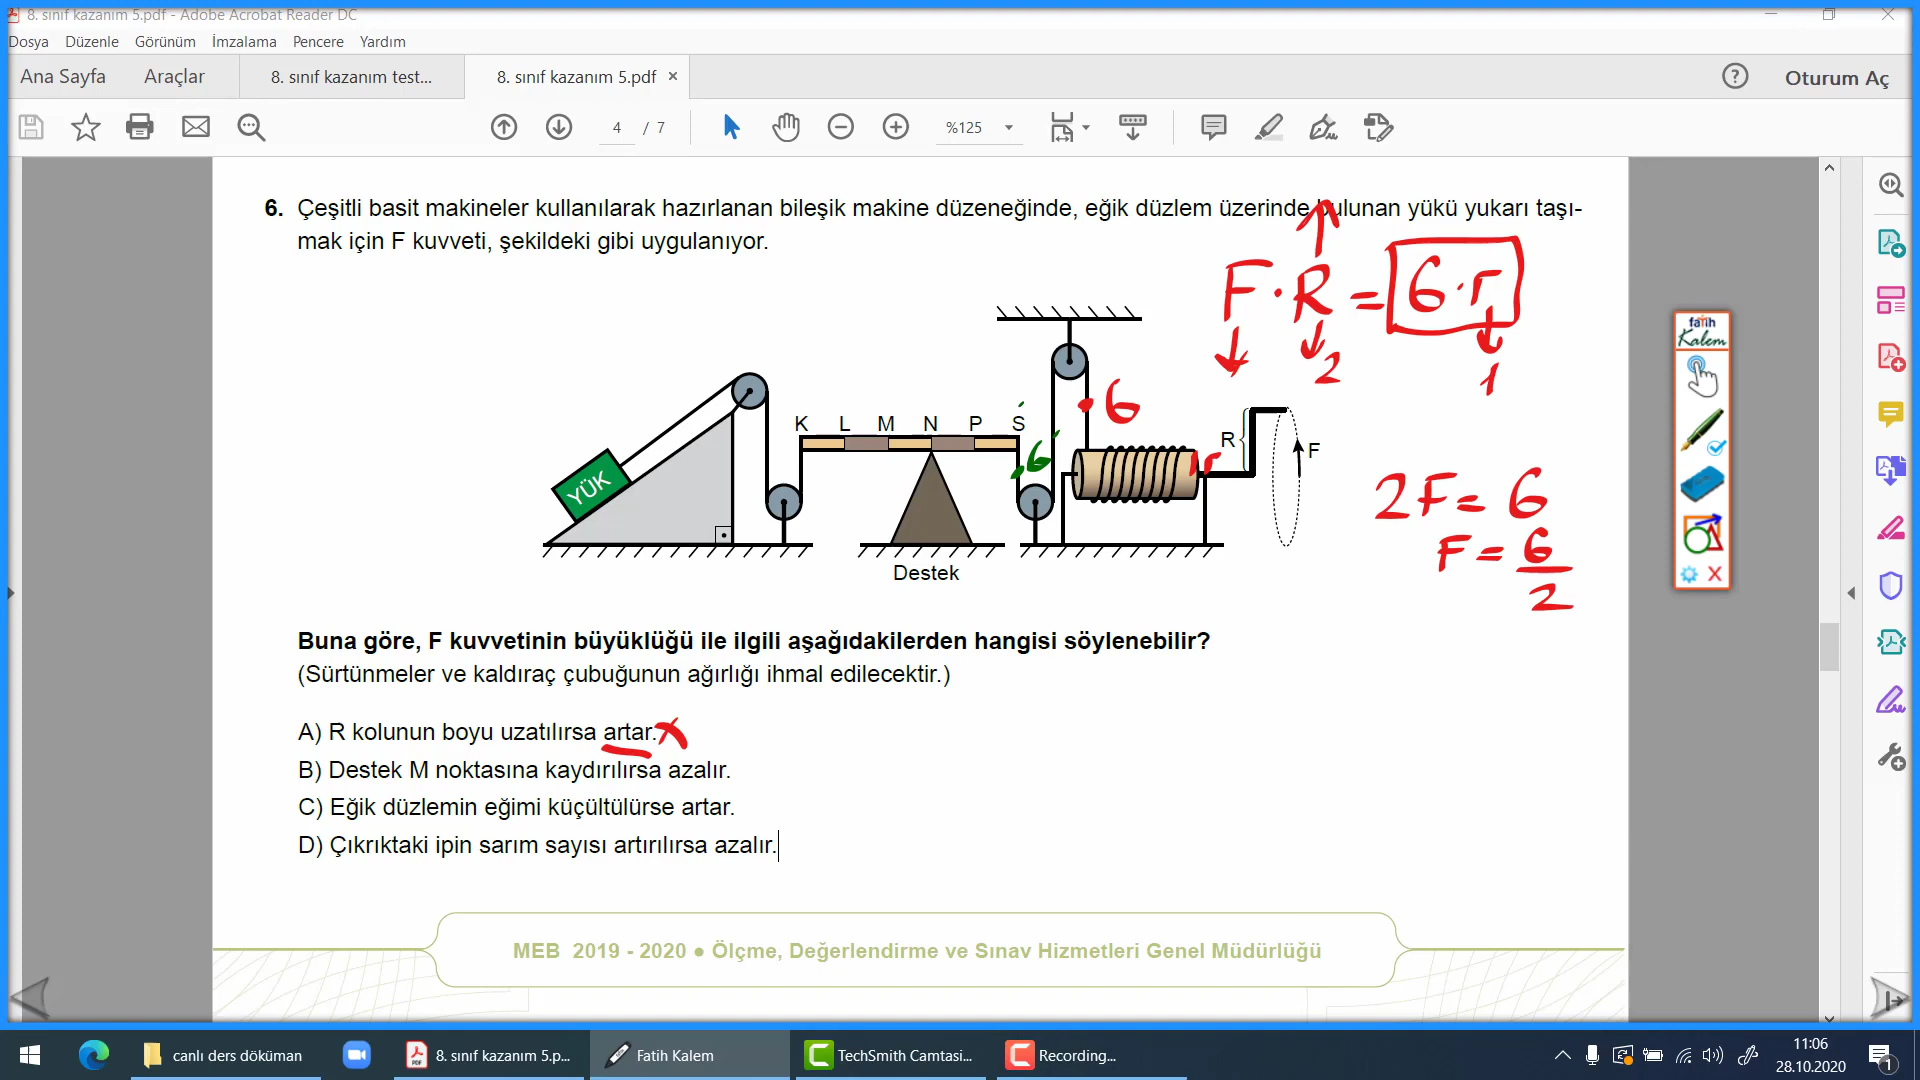 8. sınıf kazanım 5.pdf - Adobe Acrobat Reader DC
Dosya Düzenle Görünüm İmzalama Pencere Yardım
Ana Sayfa Araçlar 8. sınıf kazanım test... 8. sınıf kazanım 5.pdf × Oturum Aç
4 / 7 %125
6. Çeşitli basit makineler kullanılarak hazırlanan bileşik makine düzeneğinde, eğik düzlem üzerinde bulunan yükü yukarı taşı-
mak için F kuvveti, şekildeki gibi uygulanıyor.
F · R = 6 · r
2 1
fatih
Kalem
K L M N P S
YÜK
6
6
r
R
F
2F = 6
F = 6/2
Destek
Buna göre, F kuvvetinin büyüklüğü ile ilgili aşağıdakilerden hangisi söylenebilir?
(Sürtünmeler ve kaldıraç çubuğunun ağırlığı ihmal edilecektir.)
A) R kolunun boyu uzatılırsa artar. X
B) Destek M noktasına kaydırılırsa azalır.
C) Eğik düzlemin eğimi küçültülürse artar.
D) Çıkrıktaki ipin sarım sayısı artırılırsa azalır.
MEB 2019 - 2020 ● Ölçme, Değerlendirme ve Sınav Hizmetleri Genel Müdürlüğü
canlı ders döküman 8. sınıf kazanım 5.p... Fatih Kalem TechSmith Camtasi... Recording...
11:06
28.10.2020
1